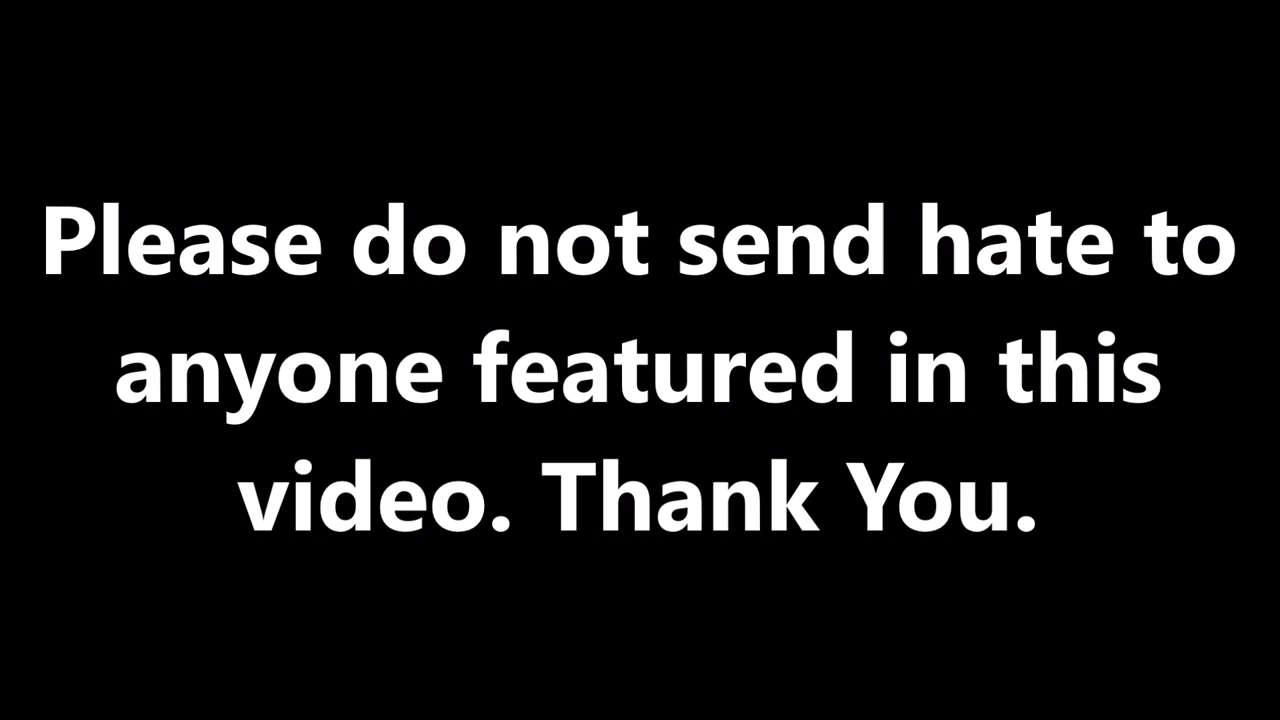 Please do not send hate to
anyone featured in this
video. Thank You.